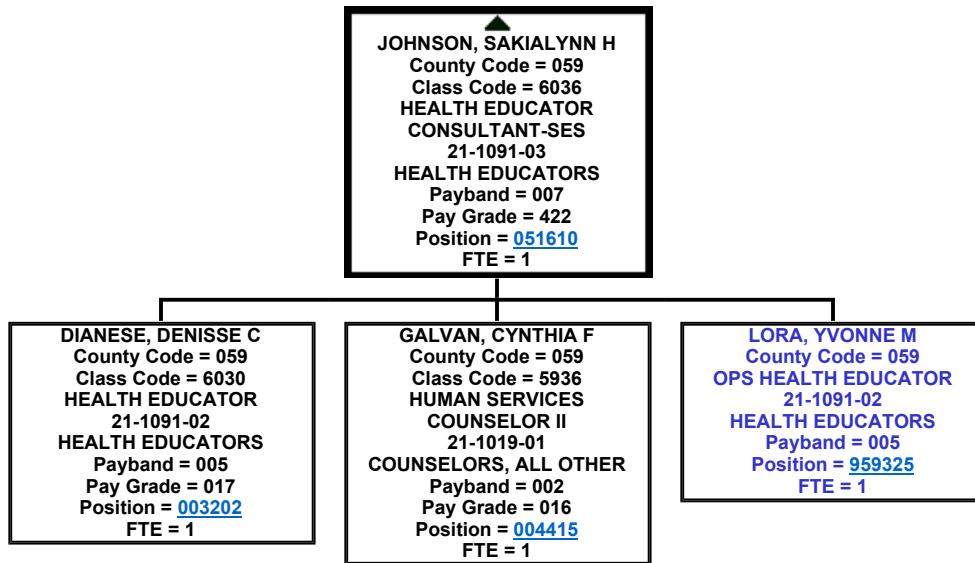 JOHNSON, SAKIALYNN H
County Code = 059
Class Code = 6036
HEALTH EDUCATOR
CONSULTANT-SES
21-1091-03
HEALTH EDUCATORS
Payband = 007
Pay Grade = 422
Position = 051610
FTE = 1
DIANESE, DENISSE C
County Code = 059
Class Code = 6030
HEALTH EDUCATOR
21-1091-02
HEALTH EDUCATORS
Payband = 005
Pay Grade = 017
Position = 003202
FTE = 1
GALVAN, CYNTHIA F
County Code = 059
Class Code = 5936
HUMAN SERVICES
COUNSELOR II
21-1019-01
COUNSELORS, ALL OTHER
Payband = 002
Pay Grade = 016
Position = 004415
FTE = 1
LORA, YVONNE M
County Code = 059
OPS HEALTH EDUCATOR
21-1091-02
HEALTH EDUCATORS
Payband = 005
Position = 959325
FTE = 1